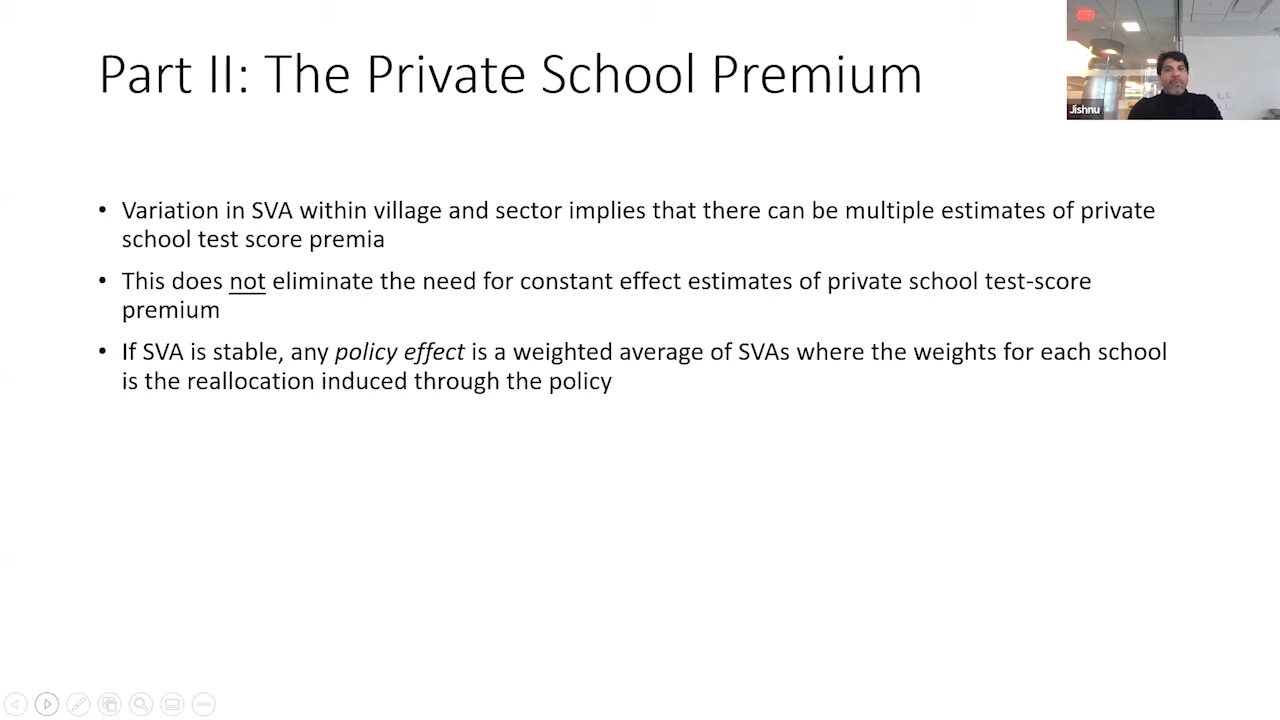 Part II: The Private School Premium
Jishnu
• Variation in SVA within village and sector implies that there can be multiple estimates of private
school test score premia
• This does not eliminate the need for constant effect estimates of private school test-score
premium
• If SVA is stable, any policy effect is a weighted average of SVAs where the weights for each school
is the reallocation induced through the policy